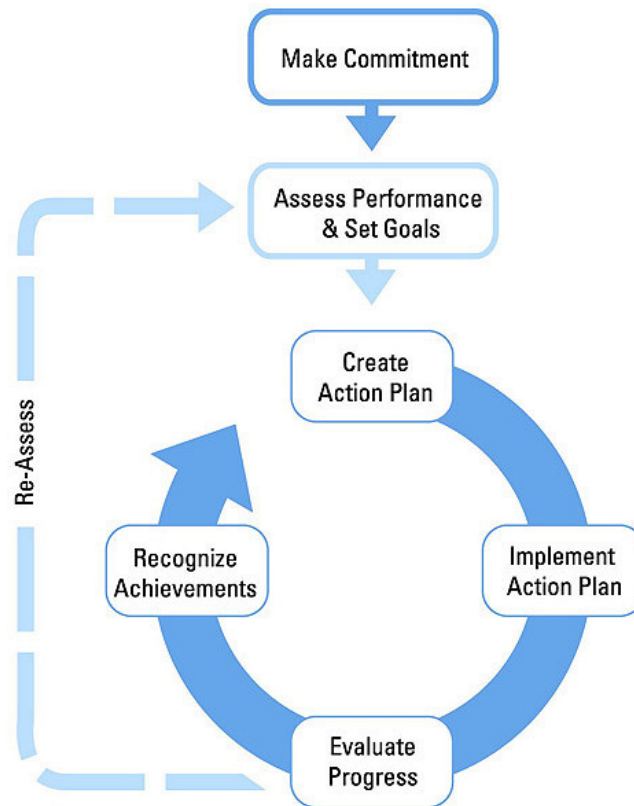 Make Commitment
Assess Performance
& Set Goals
Create
Action Plan
Re-Assess
Recognize
Achievements
Implement
Action Plan
Evaluate
Progress